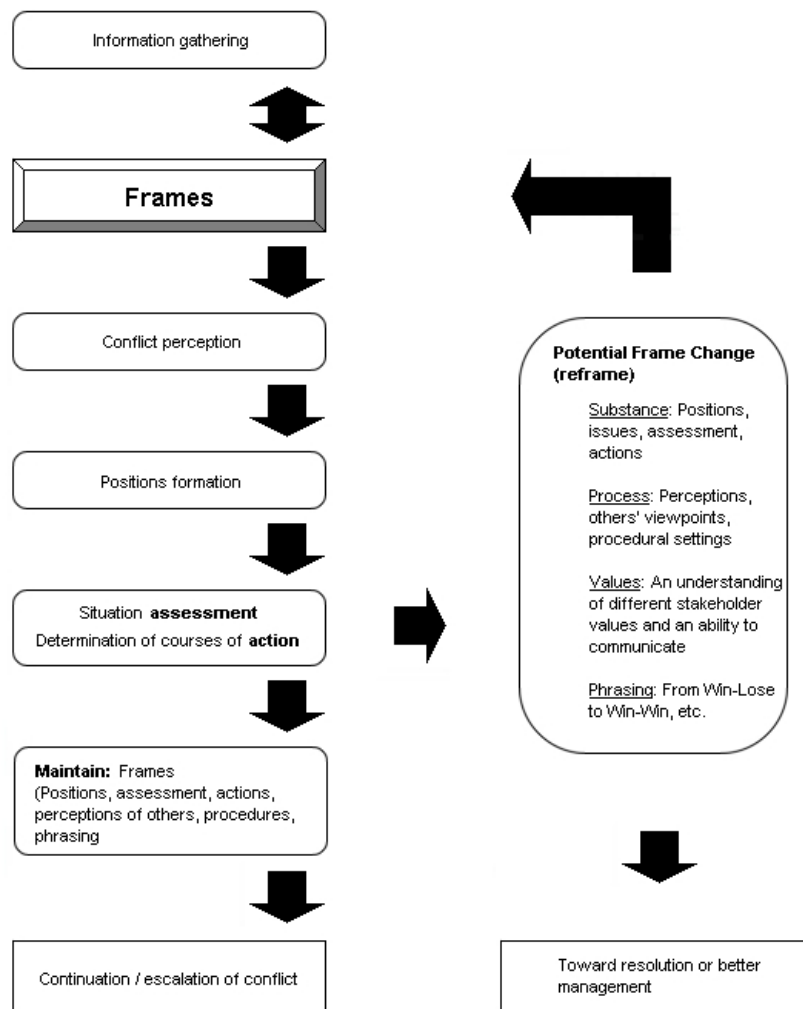 Information gathering
Frames
Conflict perception
Positions formation
Situation assessment
Determination of courses of action
Maintain: Frames
(Positions, assessment, actions,
perceptions of others, procedures,
phrasing
Continuation / escalation of conflict
Potential Frame Change
(reframe)
Substance: Positions,
issues, assessment,
actions
Process: Perceptions,
others' viewpoints,
procedural settings
Values: An understanding
of different stakeholder
values and an ability to
communicate
Phrasing: From Win-Lose
to Win-Win, etc.
Toward resolution or better
management